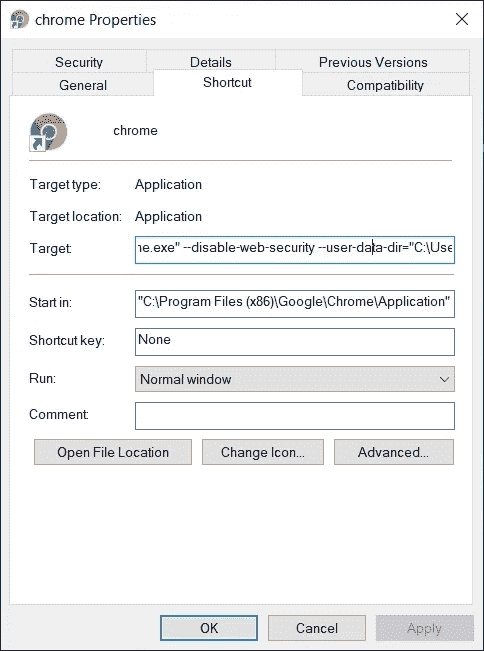 chrome Properties
Security Details Previous Versions
General Shortcut Compatibility
chrome
Target type: Application
Target location: Application
Target: ne.exe" --disable-web-security --user-data-dir="C:\Use
Start in: "C:\Program Files (x86)\Google\Chrome\Application"
Shortcut key: None
Run: Normal window
Comment:
Open File Location Change Icon... Advanced...
OK Cancel Apply